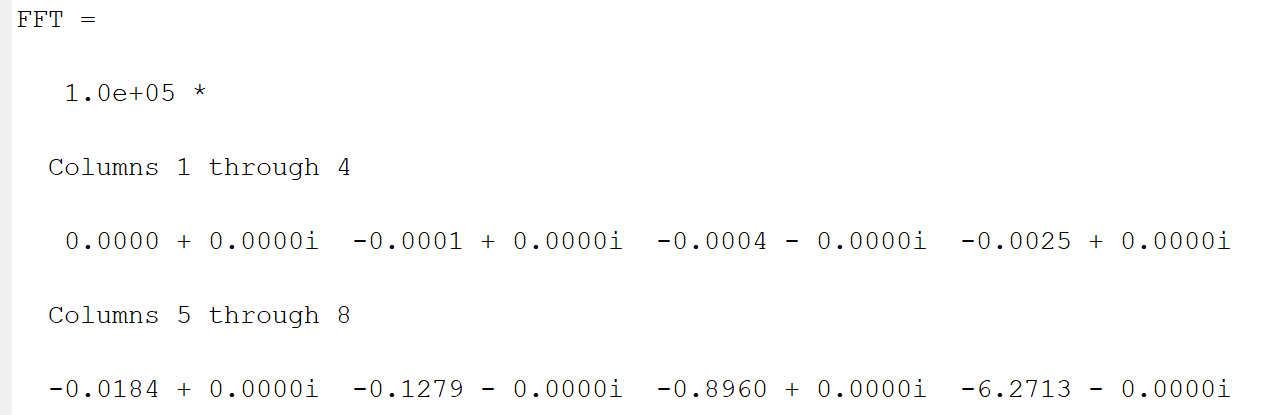 FFT =
1.0e+05 *
Columns 1 through 4
0.0000 + 0.0000i -0.0001 + 0.0000i -0.0004 - 0.0000i -0.0025 + 0.0000i
Columns 5 through 8
-0.0184 + 0.0000i -0.1279 - 0.0000i -0.8960 + 0.0000i -6.2713 - 0.0000i